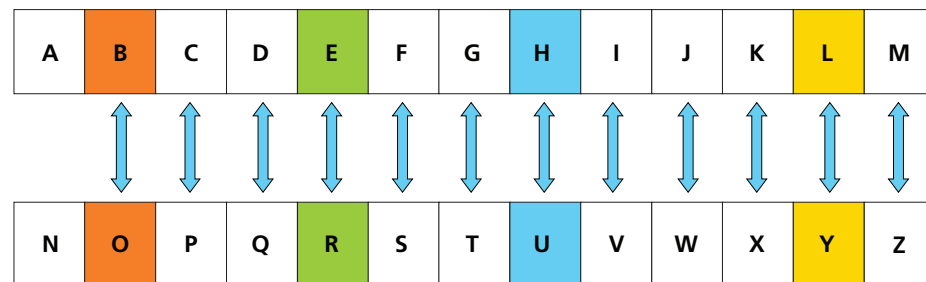 A B C D E F G H I J K L M
N O P Q R S T U V W X Y Z